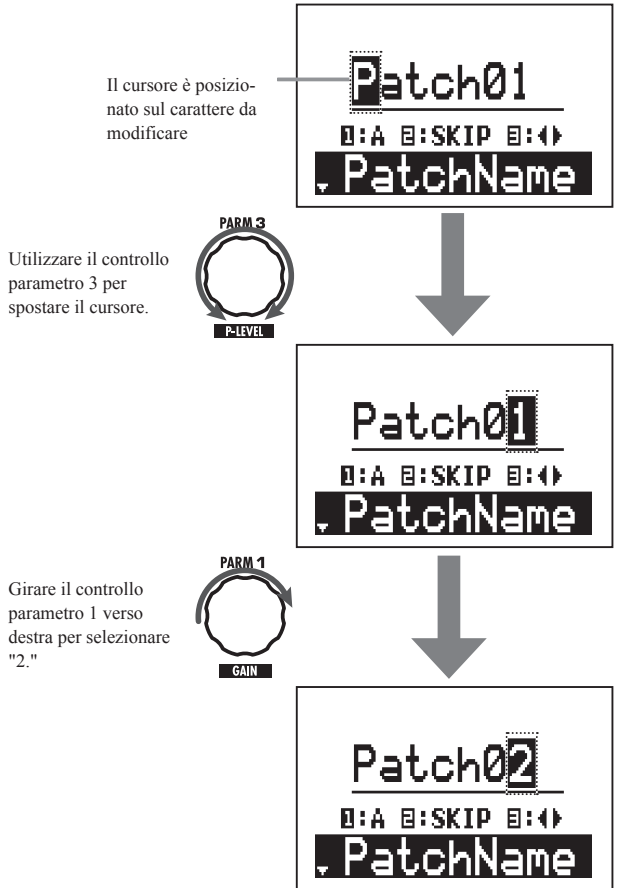 Patch01
Il cursore è posizio-
nato sul carattere da
modificare
1:A 2:SKIP 3:◀▶
PatchName
PARM 3
Utilizzare il controllo
parametro 3 per
spostare il cursore.
P-LEVEL
Patch01
1:A 2:SKIP 3:◀▶
PatchName
PARM 1
Girare il controllo
parametro 1 verso
destra per selezionare
"2."
GAIN
Patch02
1:A 2:SKIP 3:◀▶
PatchName